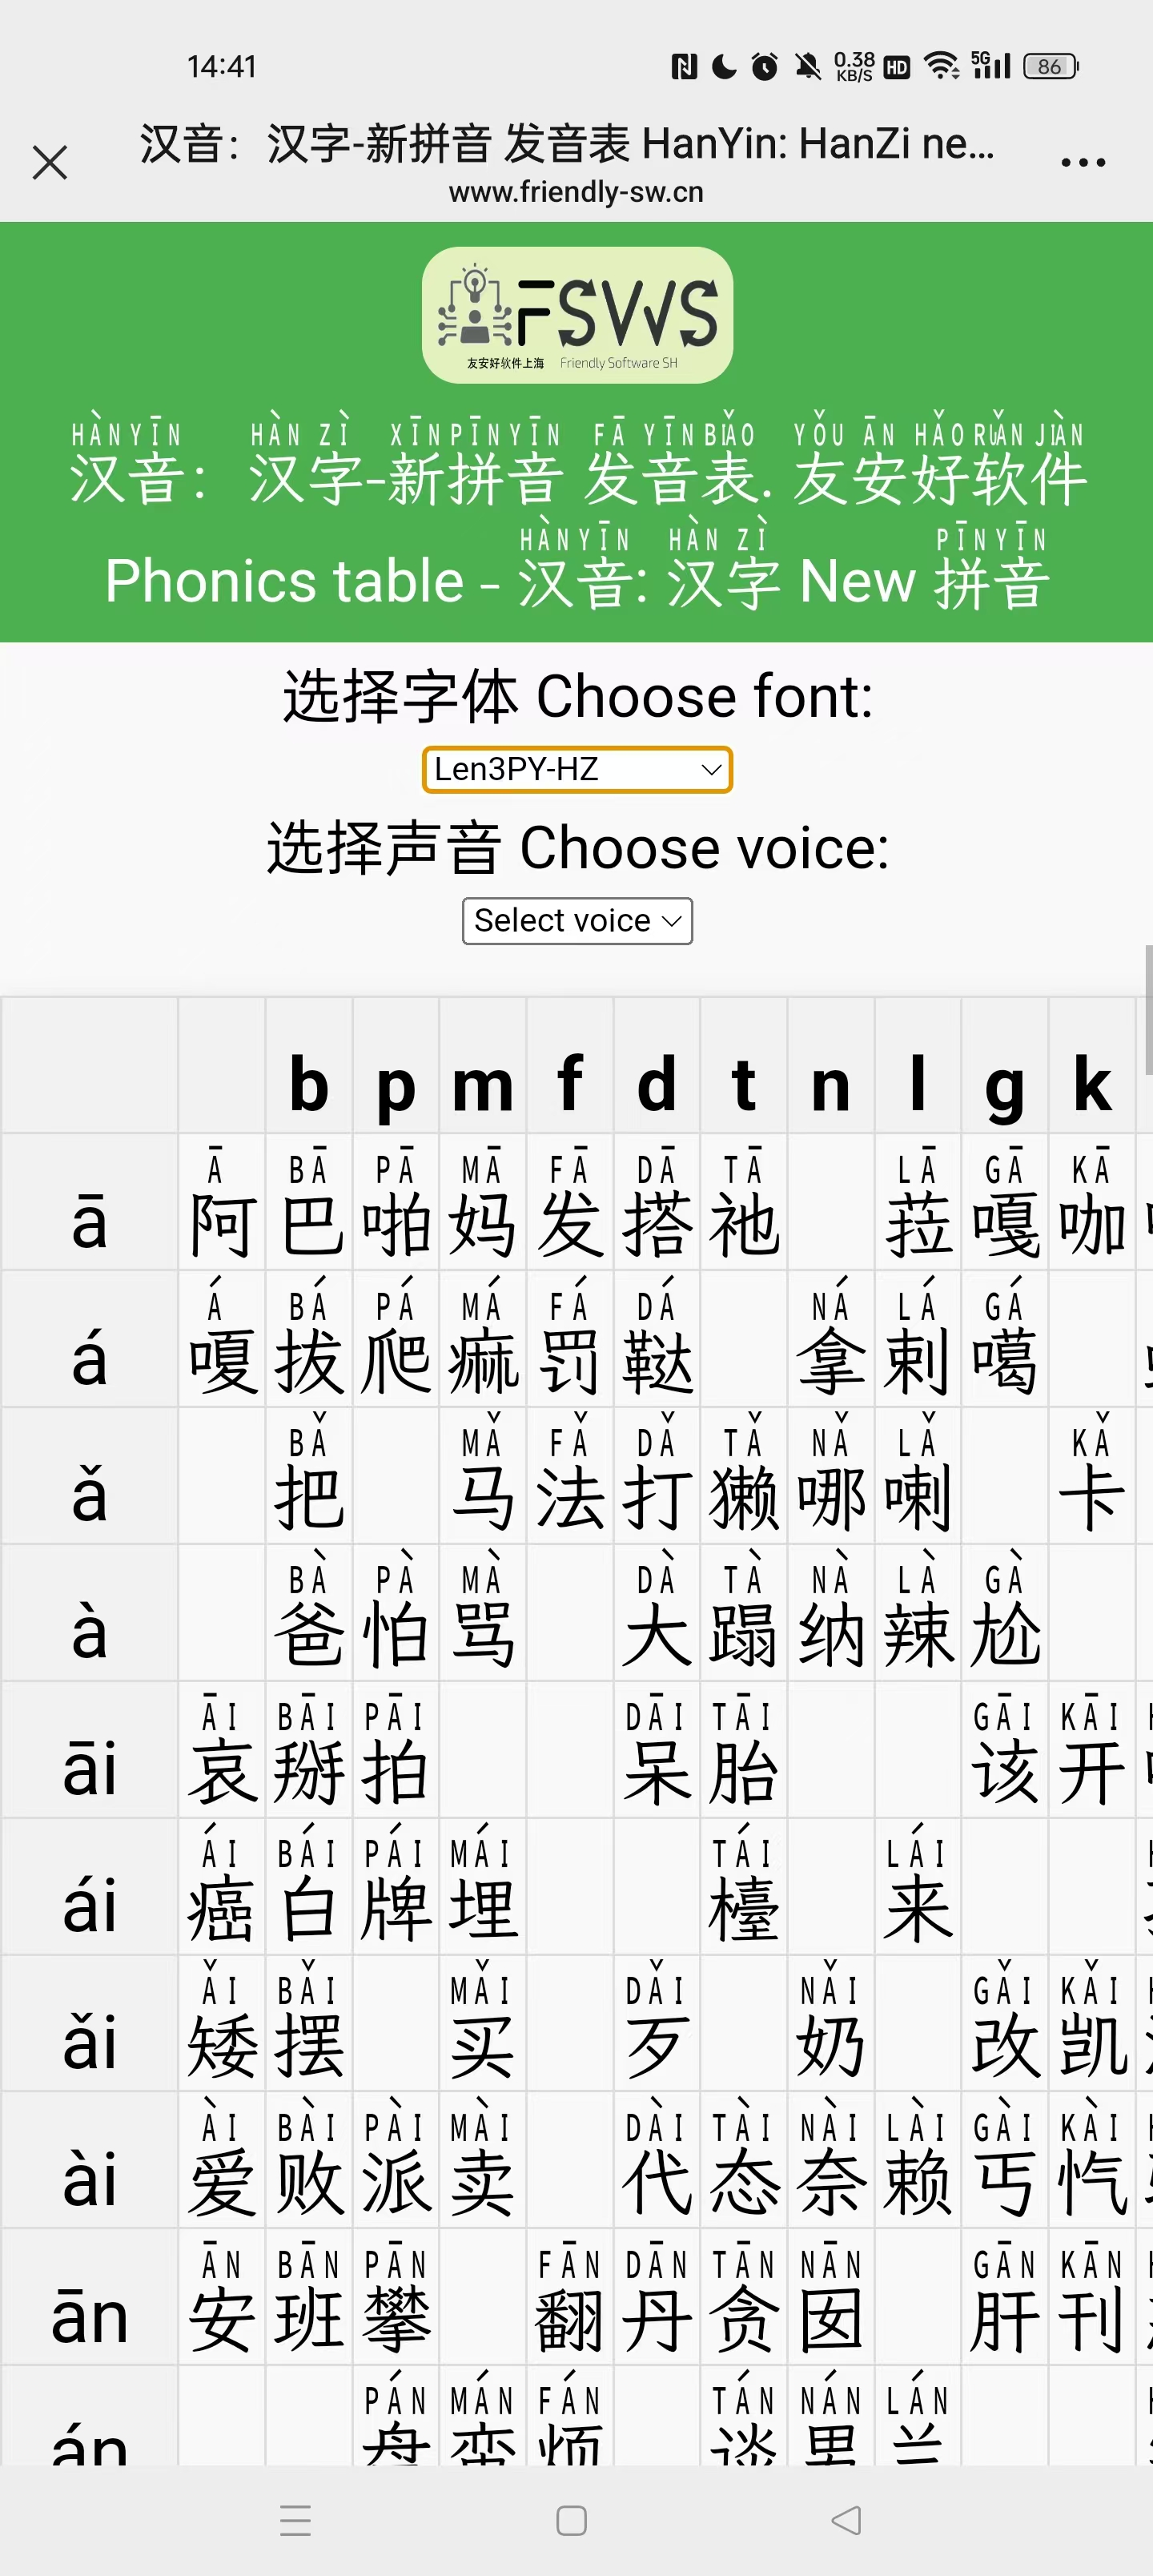 14:41 0.38 KB/S HD 5G 86
汉音：汉字-新拼音 发音表 HanYin: HanZi ne...
www.friendly-sw.cn
FSWS
友安好软件上海 Friendly Software SH
HÀN YĪN HÀN ZÌ XĪN PĪN YĪN FĀ YĪN BIǍO YǑU ĀN HǍO RUǍN JIÀN
汉音：汉字-新拼音 发音表. 友安好软件
HÀN YĪN HÀN ZÌ PĪN YĪN
Phonics table - 汉音: 汉字 New 拼音
选择字体 Choose font:
Len3PY-HZ
选择声音 Choose voice:
Select voice
b p m f d t n l g k
Ā BĀ PĀ MĀ FĀ DĀ TĀ LĀ GĀ KĀ
ā 阿 巴 啪 妈 发 搭 祂 菈 嘎 咖
Á BÁ PÁ MÁ FÁ DÁ NÁ LÁ GÁ
á 嗄 拔 爬 痲 罚 鞑 拿 剌 噶
BǍ MǍ FǍ DǍ TǍ NǍ LǍ KǍ
ǎ 把 马 法 打 獭 哪 喇 卡
BÀ PÀ MÀ DÀ TÀ NÀ LÀ GÀ
à 爸 怕 骂 大 蹋 纳 辣 尬
ĀI BĀI PĀI DĀI TĀI GĀI KĀI
āi 哀 掰 拍 呆 胎 该 开
ÁI BÁI PÁI MÁI TÁI LÁI
ái 癌 白 牌 埋 檯 来
ǍI BǍI MǍI DǍI NǍI GǍI KǍI
ǎi 矮 摆 买 歹 奶 改 凯
ÀI BÀI PÀI MÀI DÀI TÀI NÀI LÀI GÀI KÀI
ài 爱 败 派 卖 代 态 奈 赖 丐 忾
ĀN BĀN PĀN FĀN DĀN TĀN NĀN GĀN KĀN
ān 安 班 攀 翻 丹 贪 囡 肝 刊
PÁN MÁN FÁN TÁN NÁN LÁN
án 盘 蛮 烦 谈 男 兰